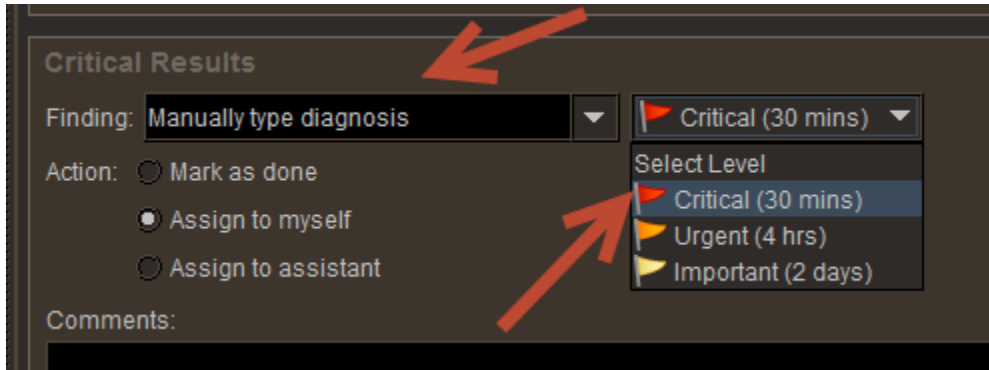 Critical Results
Finding: Manually type diagnosis Critical (30 mins)
Action: Mark as done Select Level
Critical (30 mins)
Assign to myself Urgent (4 hrs)
Assign to assistant Important (2 days)
Comments: